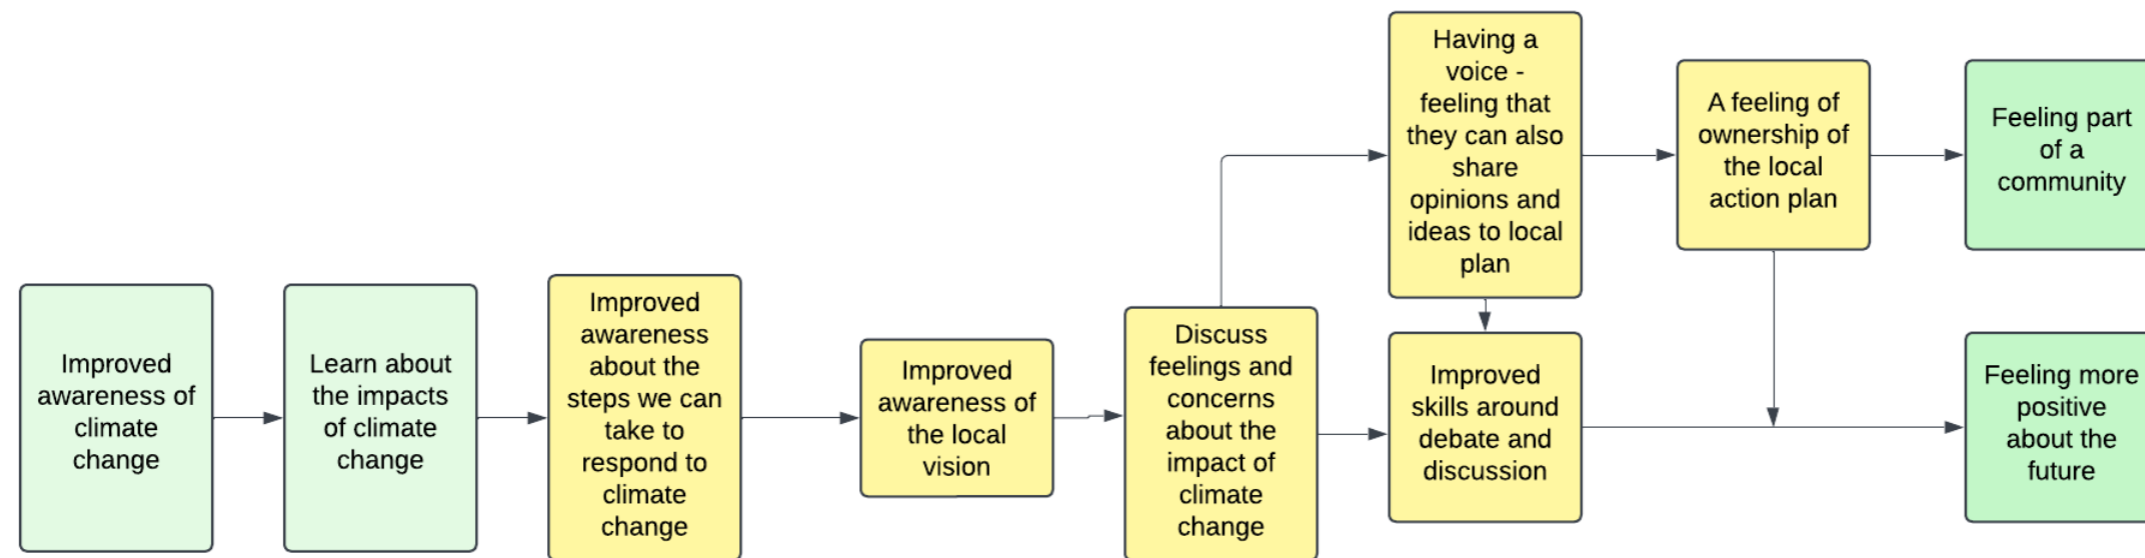 Improved
awareness of
climate
change
Learn about
the impacts
of climate
change
Improved
awareness
about the
steps we can
take to
respond to
climate
change
Improved
awareness of
the local
vision
Discuss
feelings and
concerns
about the
impact of
climate
change
Having a
voice -
feeling that
they can also
share
opinions and
ideas to local
plan
Improved
skills around
debate and
discussion
A feeling of
ownership of
the local
action plan
Feeling part
of a
community
Feeling more
positive
about the
future